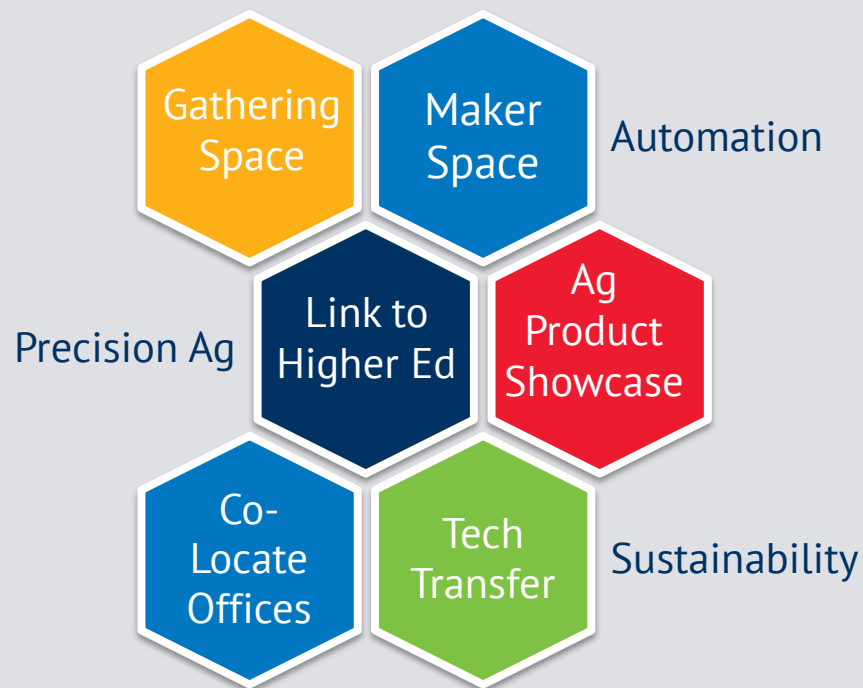 Gathering
Space
Maker
Space
Automation
Precision Ag
Link to
Higher Ed
Ag
Product
Showcase
Co-
Locate
Offices
Tech
Transfer
Sustainability